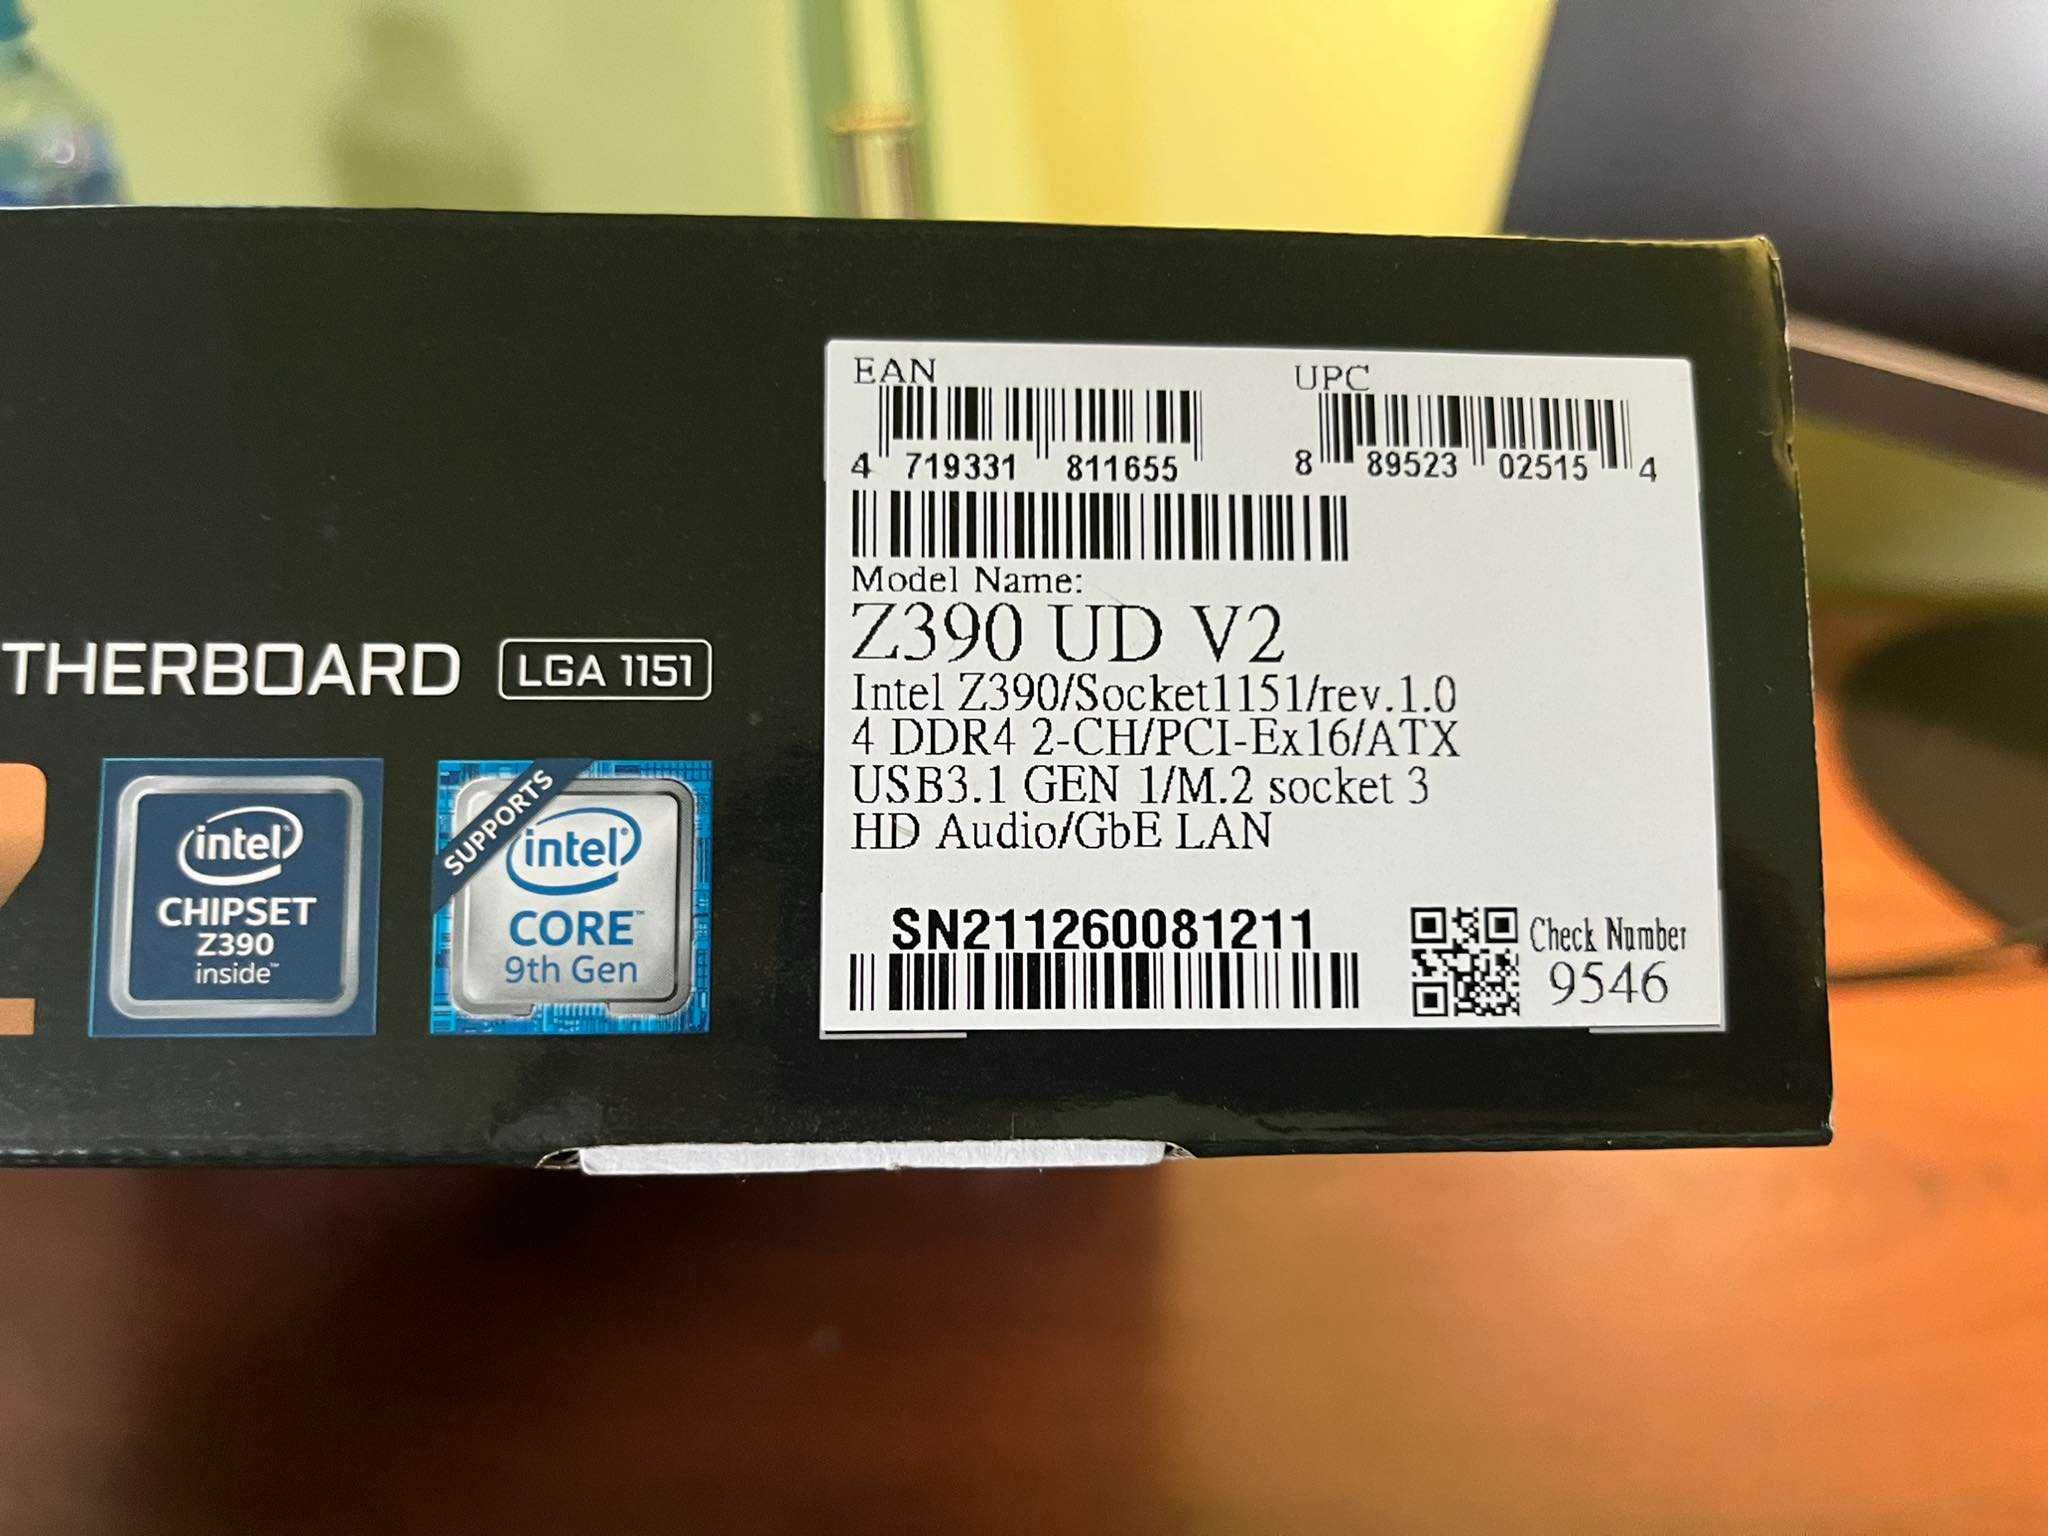 EAN
UPC
4 719331 811655
8 89523 02515 4
Model Name:
Z390 UD V2
Intel Z390/Socket1151/rev.1.0
4 DDR4 2-CH/PCI-Ex16/ATX
USB3.1 GEN 1/M.2 socket 3
HD Audio/GbE LAN
SN211260081211
Check Number
9546
THERBOARD LGA 1151
intel®
CHIPSET
Z390
inside™
SUPPORTS
intel®
CORE™
9th Gen